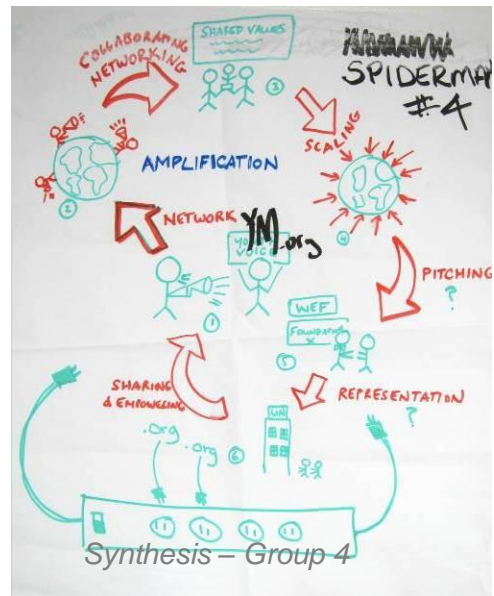 SHARED VALUES
COLLABORATING
NETWORKING
③
SPIDERMAN
#4
SCALING
AMPLIFICATION
②
④
NETWORK
YM.org
VOICE
PITCHING
?
①
WEF
FOUNDATION
X
⑤
SHARING
& EMPOWERING
REPRESENTATION
?
UN
.org
.org
⑥
Synthesis – Group 4